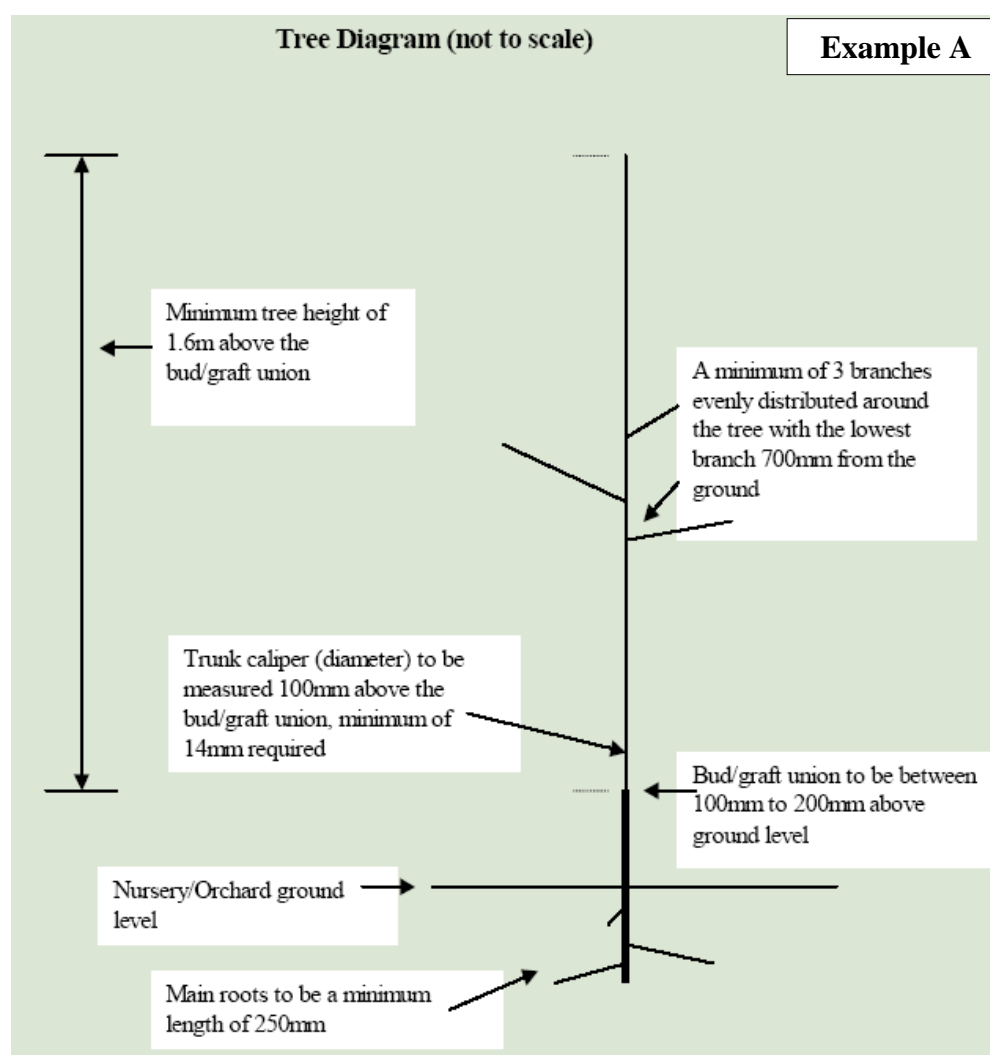 Tree Diagram (not to scale)
Example A
Minimum tree height of
1.6m above the
bud/graft union
A minimum of 3 branches
evenly distributed around
the tree with the lowest
branch 700mm from the
ground
Trunk caliper (diameter) to be
measured 100mm above the
bud/graft union, minimum of
14mm required
Bud/graft union to be between
100mm to 200mm above
ground level
Nursery/Orchard ground
level
Main roots to be a minimum
length of 250mm